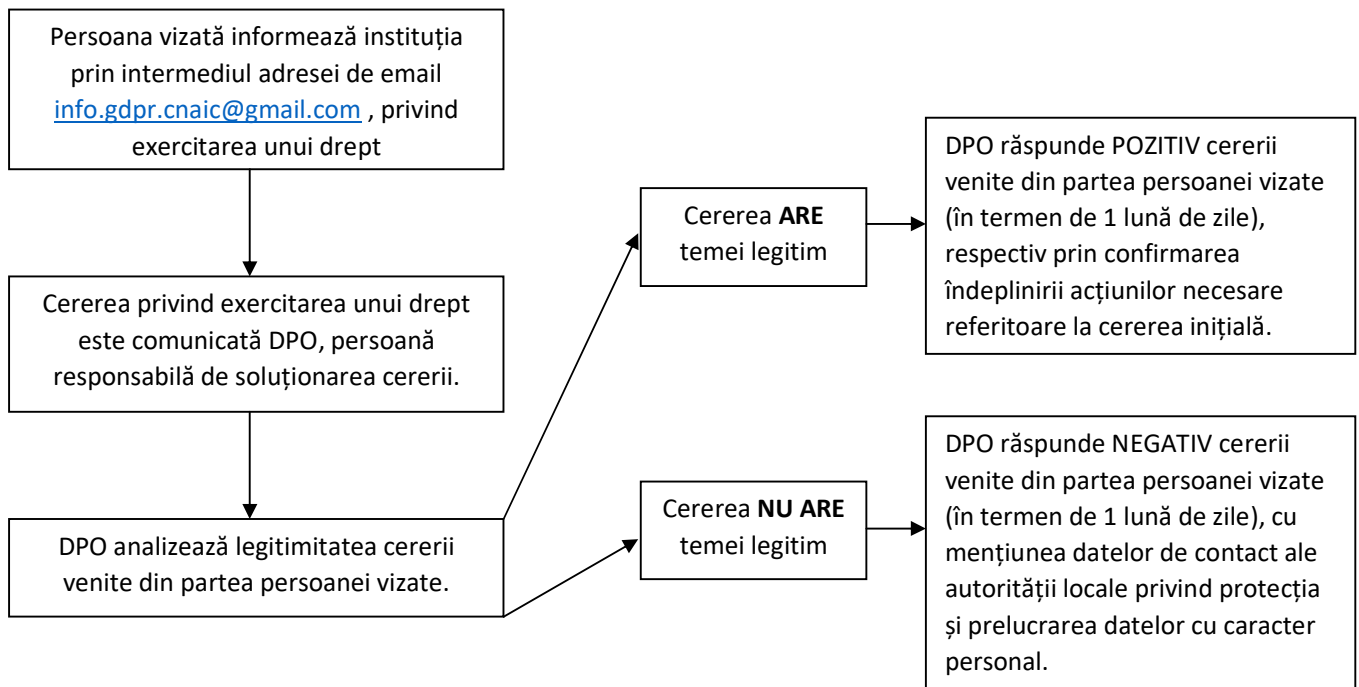 Persoana vizată informează instituția
prin intermediul adresei de email
info.gdpr.cnaic@gmail.com , privind
exercitarea unui drept
Cererea privind exercitarea unui drept
este comunicată DPO, persoană
responsabilă de soluționarea cererii.
DPO analizează legitimitatea cererii
venite din partea persoanei vizate.
Cererea ARE
temei legitim
DPO răspunde POZITIV cererii
venite din partea persoanei vizate
(în termen de 1 lună de zile),
respectiv prin confirmarea
îndeplinirii acțiunilor necesare
referitoare la cererea inițială.
Cererea NU ARE
temei legitim
DPO răspunde NEGATIV cererii
venite din partea persoanei vizate
(în termen de 1 lună de zile), cu
mențiunea datelor de contact ale
autorității locale privind protecția
și prelucrarea datelor cu caracter
personal.